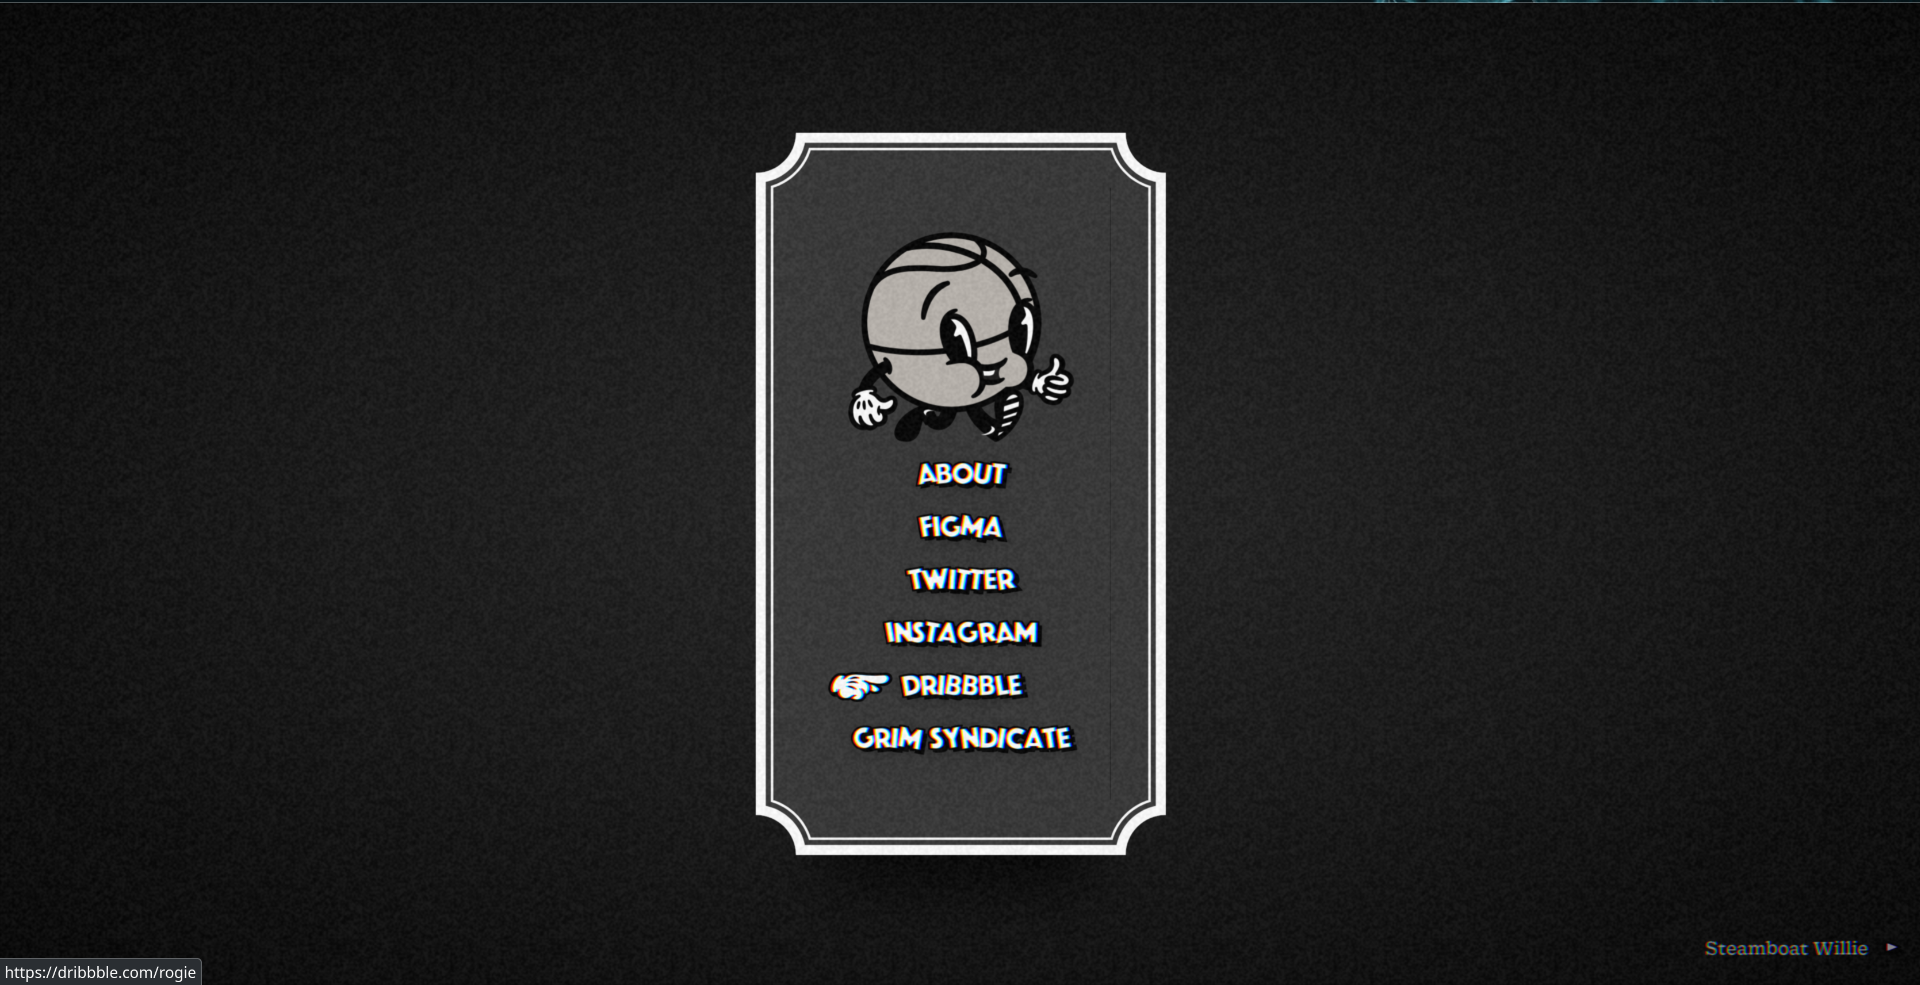 ABOUT
FIGMA
TWITTER
INSTAGRAM
DRIBBBLE
GRIM SYNDICATE
Steamboat Willie
https://dribbble.com/rogie